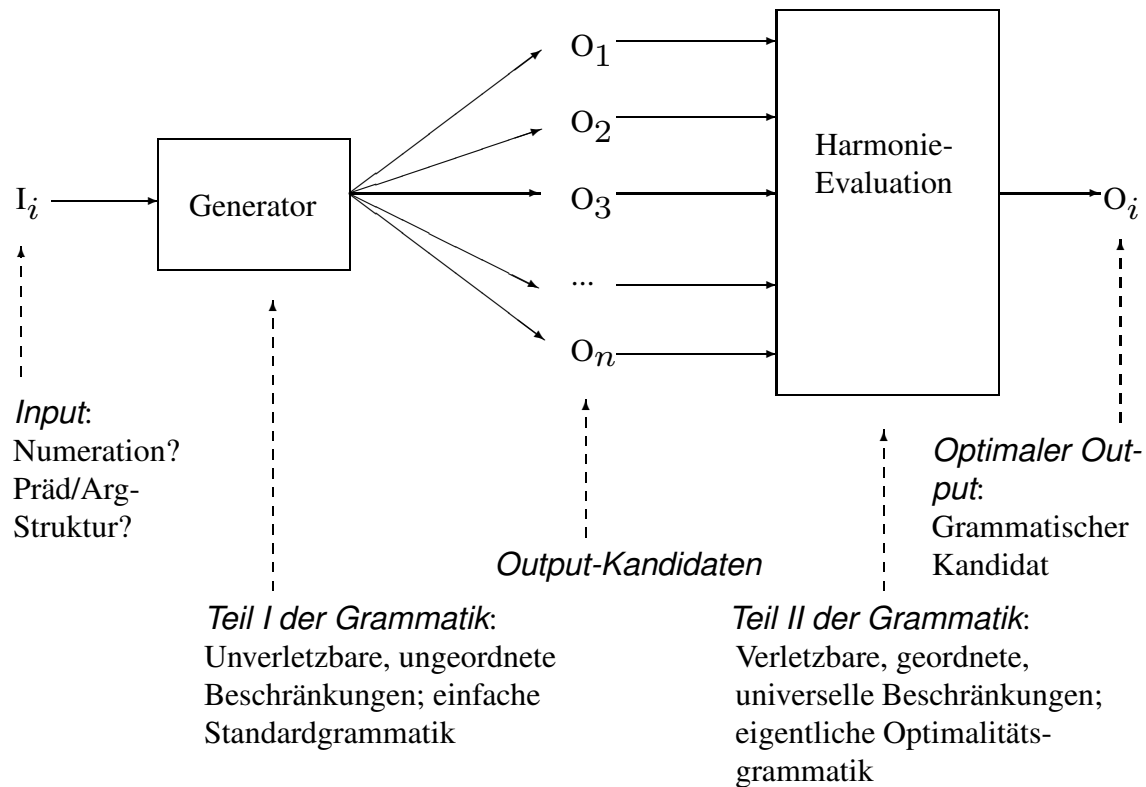 O1
O2
Harmonie-
Evaluation
Ii
Generator
O3
Oi
...
On
Input:
Numeration?
Präd/Arg-
Struktur?
Optimaler Out-
put:
Grammatischer
Kandidat
Output-Kandidaten
Teil I der Grammatik:
Unverletzbare, ungeordnete
Beschränkungen; einfache
Standardgrammatik
Teil II der Grammatik:
Verletzbare, geordnete,
universelle Beschränkungen;
eigentliche Optimalitäts-
grammatik